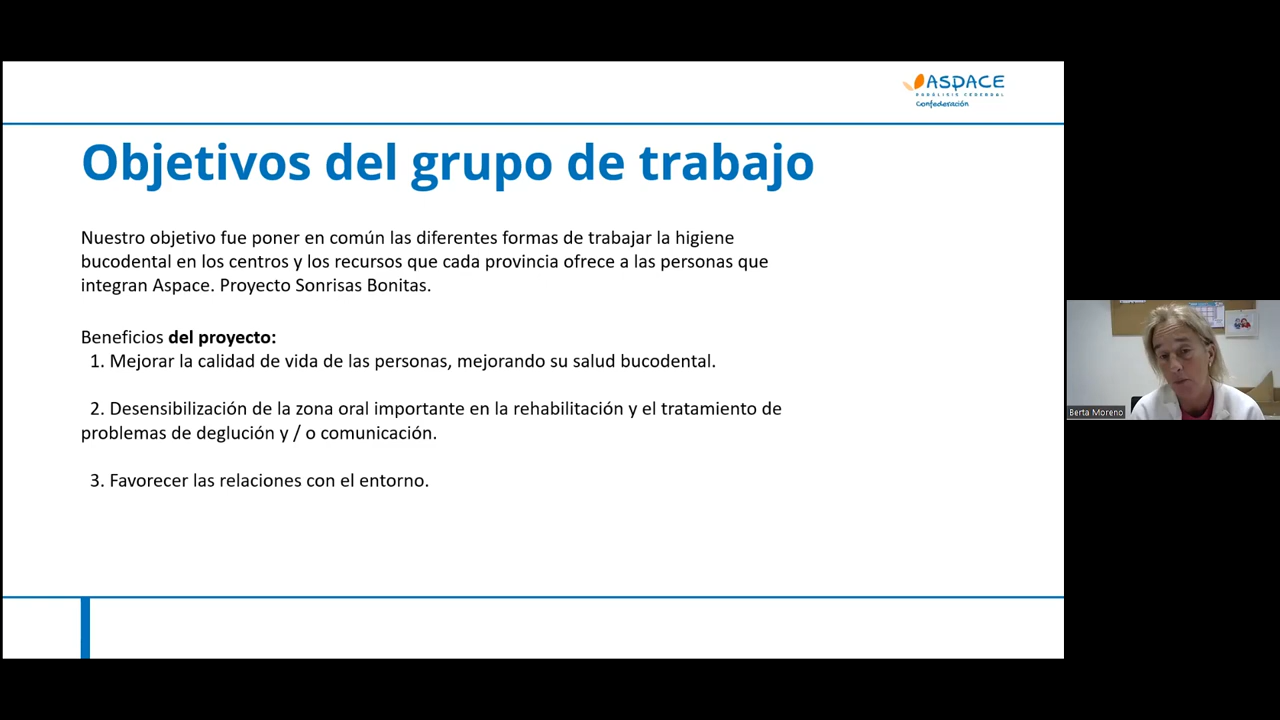 ASPACE
PARÁLISIS CEREBRAL
Confederación
Objetivos del grupo de trabajo
Nuestro objetivo fue poner en común las diferentes formas de trabajar la higiene
bucodental en los centros y los recursos que cada provincia ofrece a las personas que
integran Aspace. Proyecto Sonrisas Bonitas.
Beneficios del proyecto:
1. Mejorar la calidad de vida de las personas, mejorando su salud bucodental.
2. Desensibilización de la zona oral importante en la rehabilitación y el tratamiento de
problemas de deglución y / o comunicación.
3. Favorecer las relaciones con el entorno.
Berta Moreno